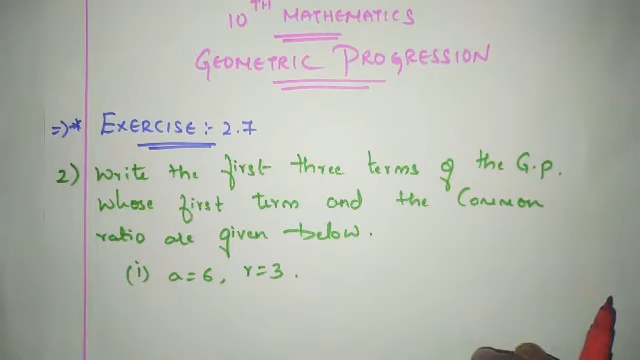 10TH MATHEMATICS
GEOMETRIC PROGRESSION
=>* EXERCISE:- 2.7
2) Write the first three terms of the G.P.
whose first term and the Common
ratio are given below.
(i) a=6, r=3.